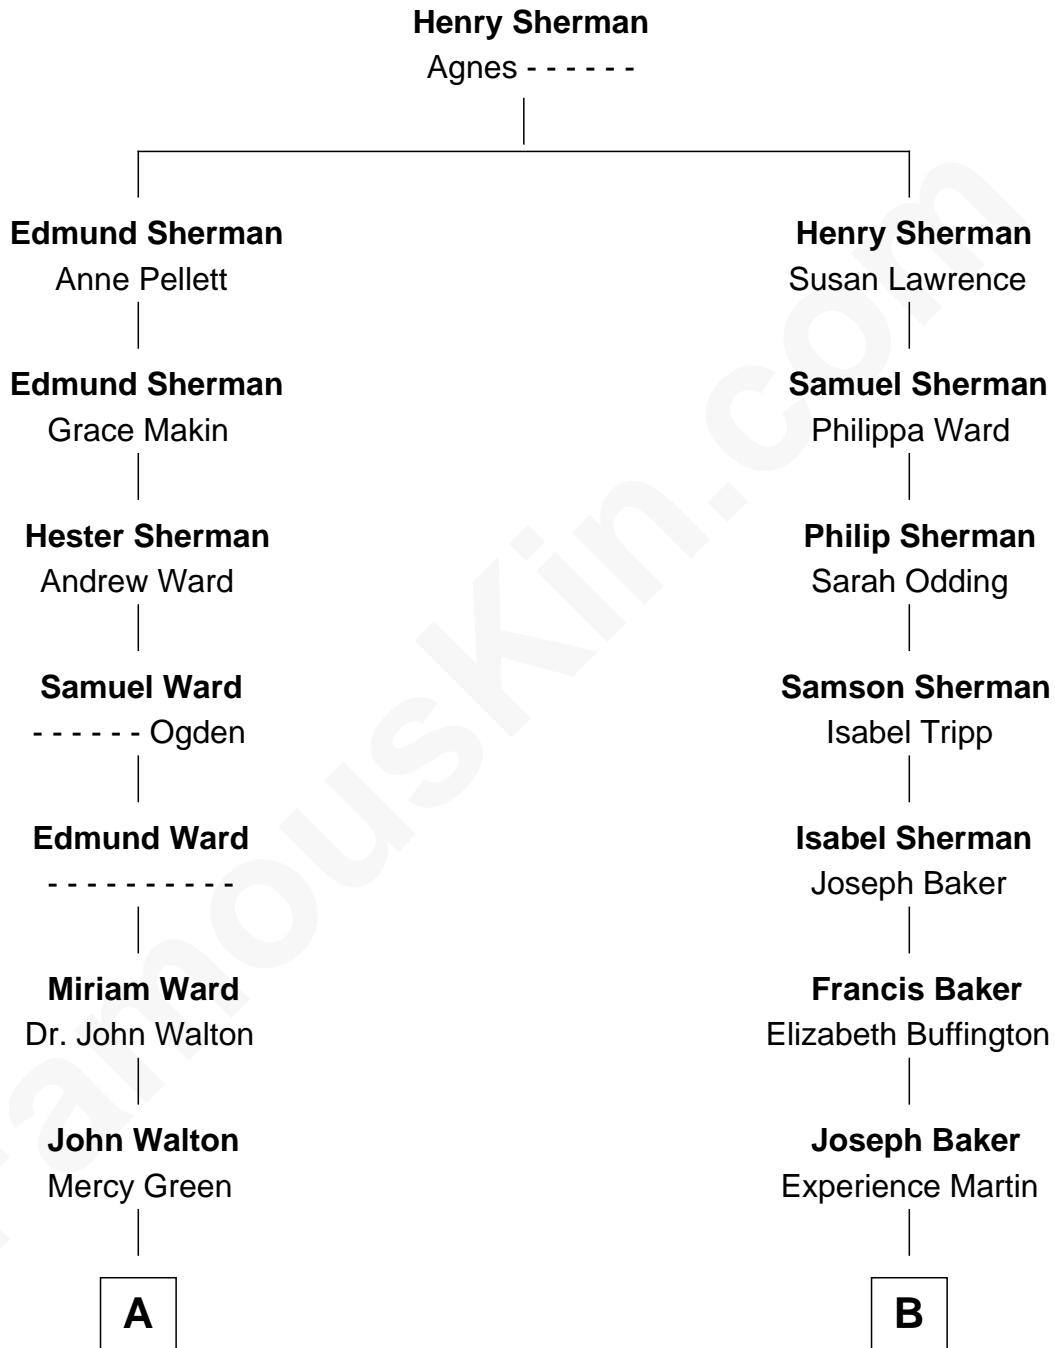 Henry Sherman
Agnes - - - - - -
Edmund Sherman
Anne Pellett
Henry Sherman
Susan Lawrence
Edmund Sherman
Grace Makin
Samuel Sherman
Philippa Ward
Hester Sherman
Andrew Ward
Philip Sherman
Sarah Odding
Samuel Ward
- - - - - - Ogden
Samson Sherman
Isabel Tripp
Edmund Ward
- - - - - - - - - -
Isabel Sherman
Joseph Baker
Miriam Ward
Dr. John Walton
Francis Baker
Elizabeth Buffington
John Walton
Mercy Green
Joseph Baker
Experience Martin
A
B
FamousKin.com